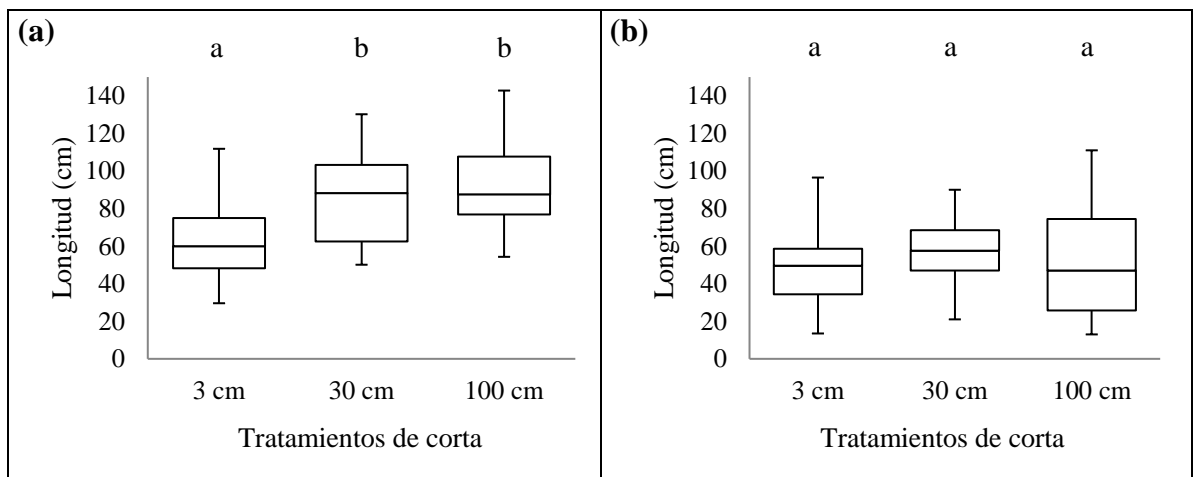 (a)
a b b
Longitud (cm)
140
120
100
80
60
40
20
0
3 cm 30 cm 100 cm
Tratamientos de corta
(b)
a a a
Longitud (cm)
140
120
100
80
60
40
20
0
3 cm 30 cm 100 cm
Tratamientos de corta